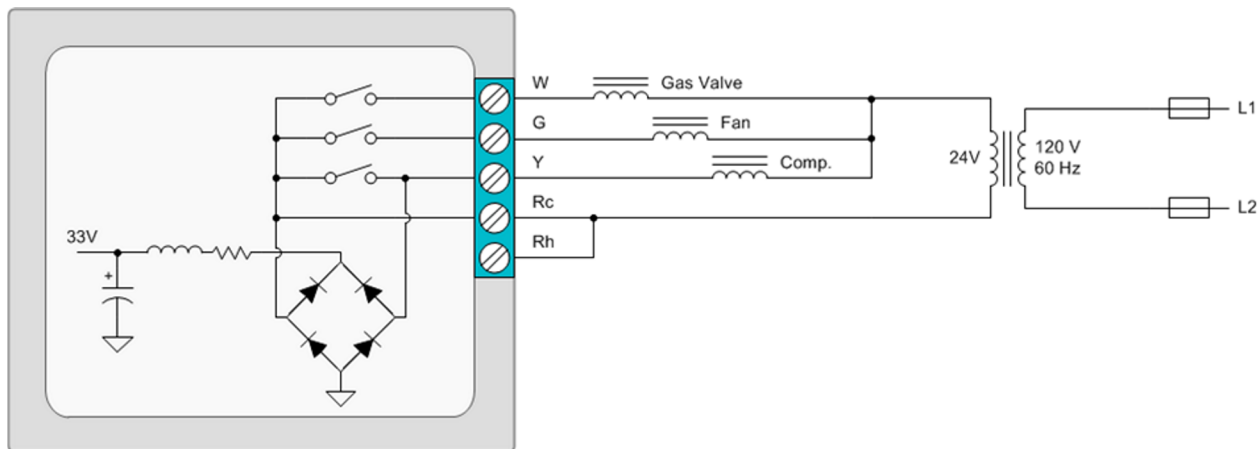 W
Gas Valve
G
Fan
Y
Comp.
Rc
Rh
33V
+
24V
120 V
60 Hz
L1
L2